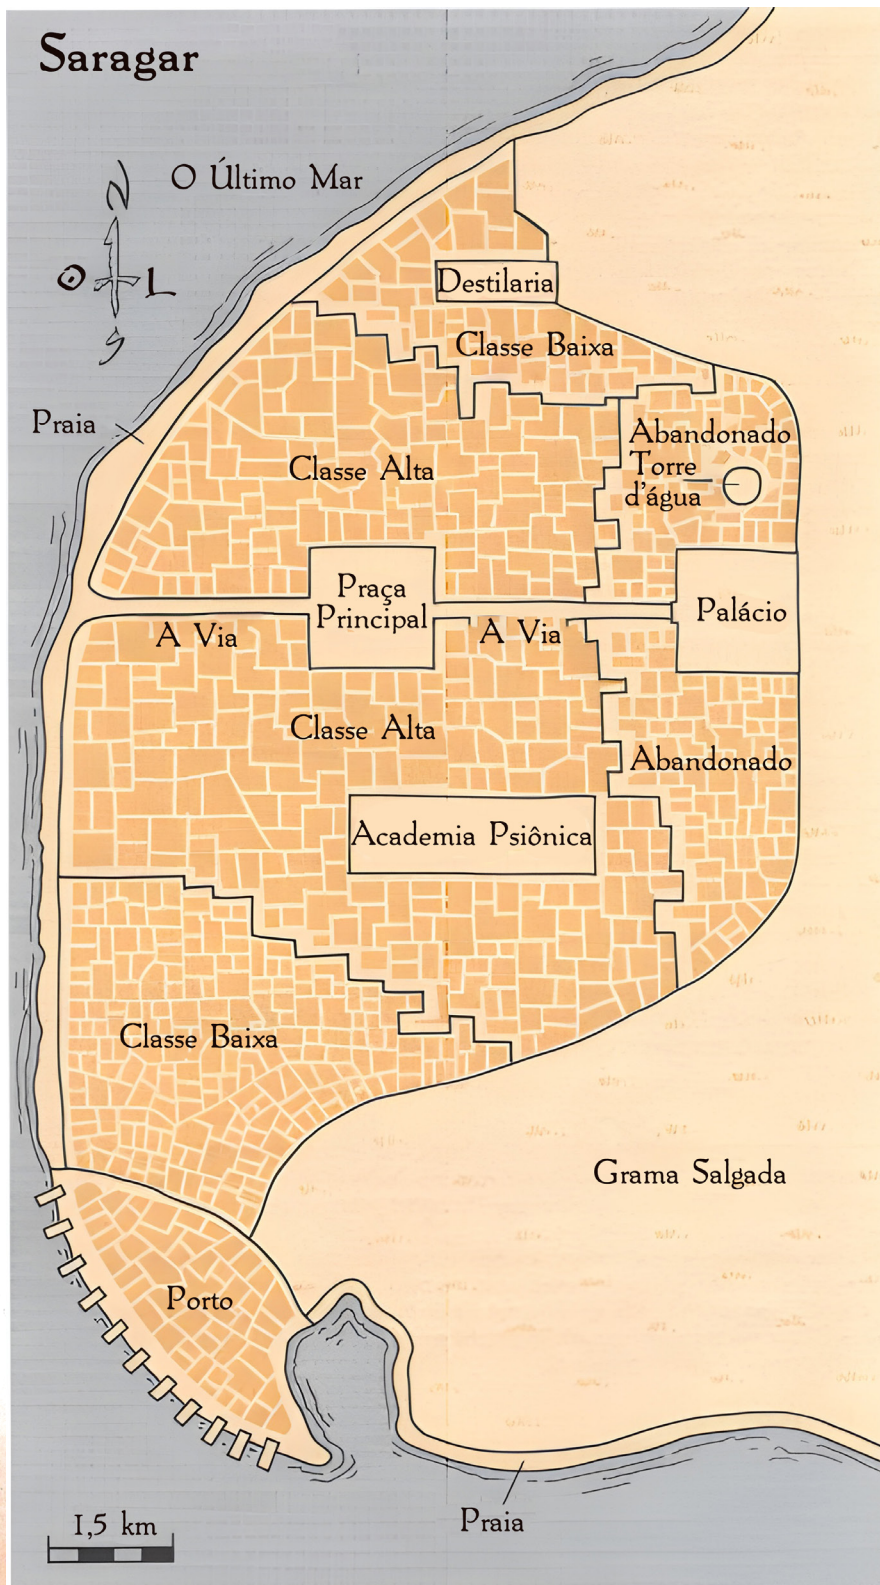 Saragar
O Último Mar
N
O L
S
Destilaria
Classe Baixa
Praia
Abandonado
Torre
d'água
Classe Alta
Praça
Principal
Palácio
A Via
A Via
Classe Alta
Abandonado
Academia Psiônica
Classe Baixa
Grama Salgada
Porto
Praia
1,5 km